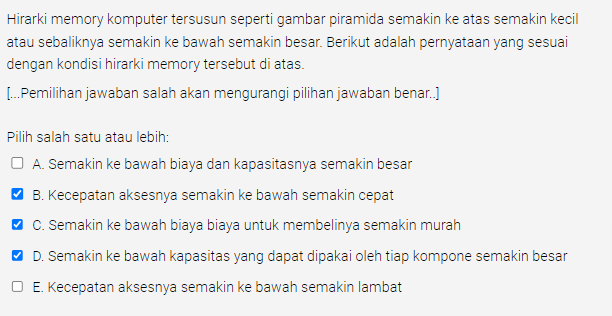 Hirarki memory komputer tersusun seperti gambar piramida semakin ke atas semakin kecil
atau sebaliknya semakin ke bawah semakin besar. Berikut adalah pernyataan yang sesuai
dengan kondisi hirarki memory tersebut di atas.
[...Pemilihan jawaban salah akan mengurangi pilihan jawaban benar..]
Pilih salah satu atau lebih:
A. Semakin ke bawah biaya dan kapasitasnya semakin besar
B. Kecepatan aksesnya semakin ke bawah semakin cepat
C. Semakin ke bawah biaya biaya untuk membelinya semakin murah
D. Semakin ke bawah kapasitas yang dapat dipakai oleh tiap kompone semakin besar
E. Kecepatan aksesnya semakin ke bawah semakin lambat